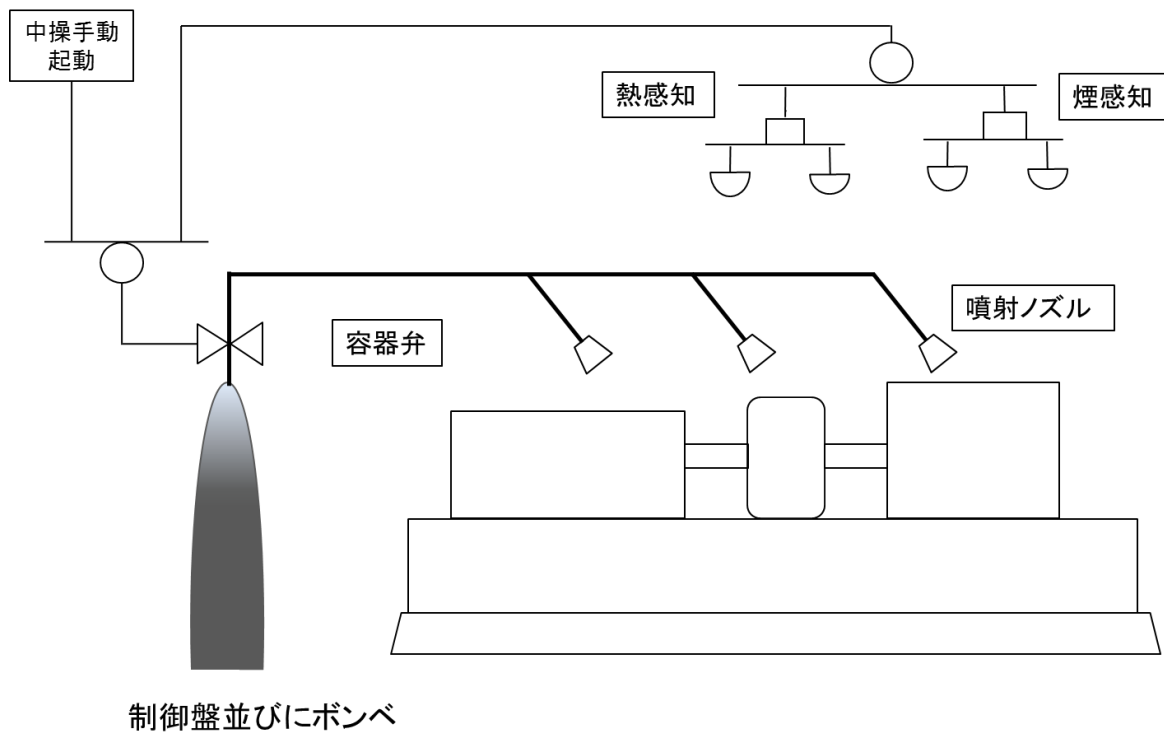 中操手動
起動
熱感知
煙感知
噴射ノズル
容器弁
制御盤並びにボンベ